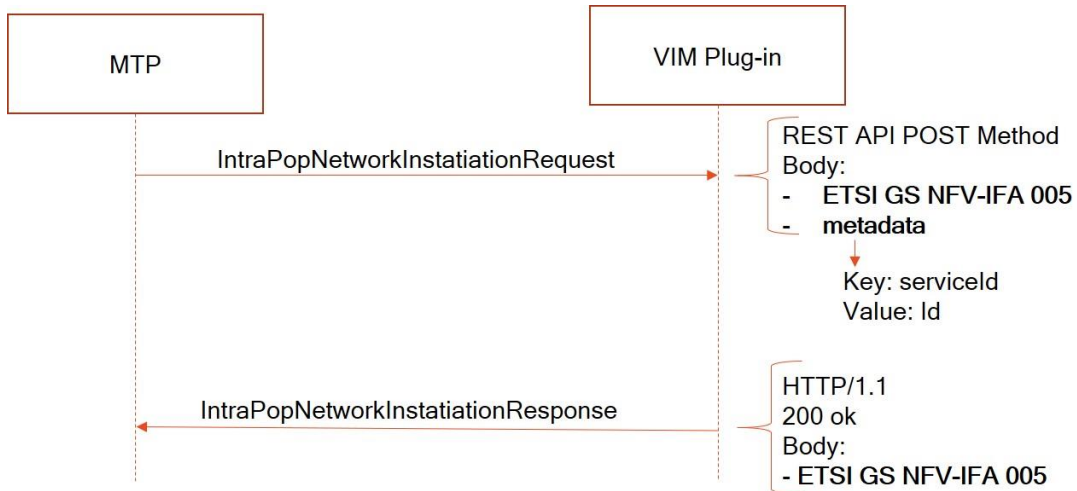 MTP
VIM Plug-in
IntraPopNetworkInstatiationRequest
REST API POST Method
Body:
- ETSI GS NFV-IFA 005
- metadata
Key: serviceId
Value: Id
IntraPopNetworkInstatiationResponse
HTTP/1.1
200 ok
Body:
- ETSI GS NFV-IFA 005